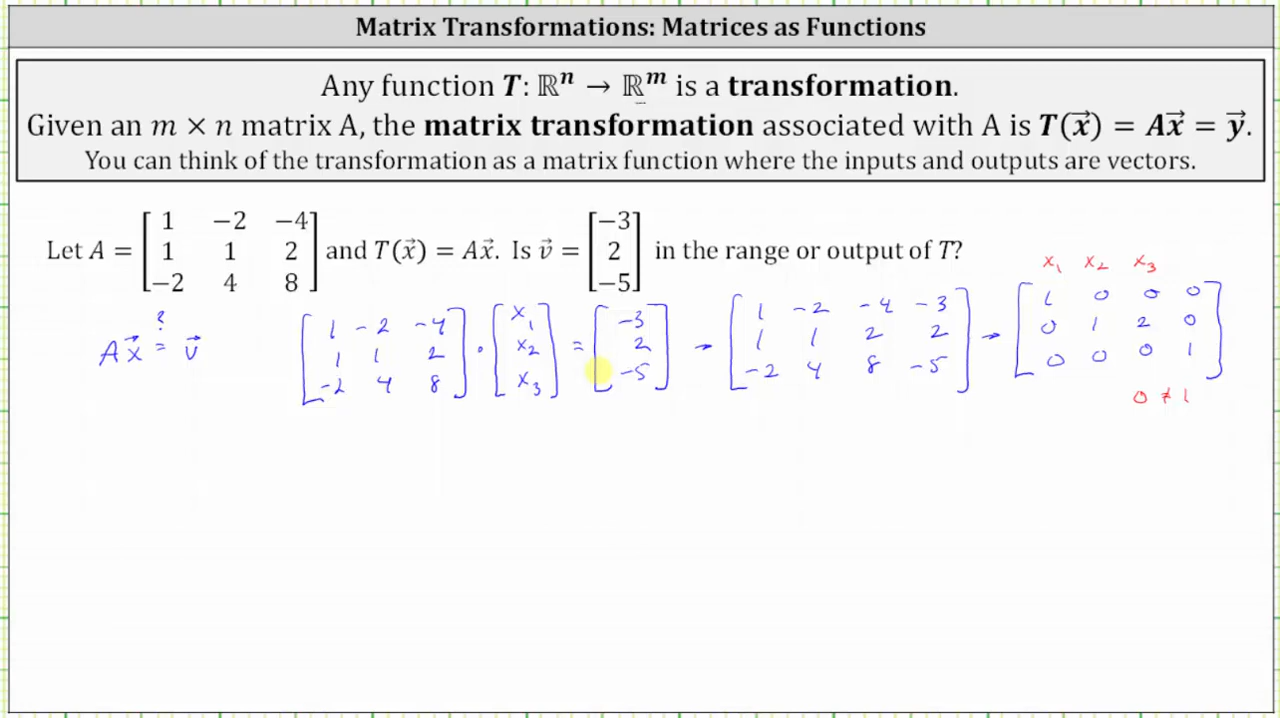 Matrix Transformations: Matrices as Functions
Any function T: ℝⁿ → ℝᵐ is a transformation.
Given an m × n matrix A, the matrix transformation associated with A is T(x⃗) = Ax⃗ = y⃗.
You can think of the transformation as a matrix function where the inputs and outputs are vectors.
Let A = [1 −2 −4; 1 1 2; −2 4 8] and T(x⃗) = Ax⃗. Is v⃗ = [−3; 2; −5] in the range or output of T?
x₁ x₂ x₃
Ax⃗ ?= v⃗ [1 −2 −4; 1 1 2; −2 4 8] · [x₁; x₂; x₃] = [−3; 2; −5] → [1 −2 −4 −3; 1 1 2 2; −2 4 8 −5] → [1 0 0 0; 0 1 2 0; 0 0 0 1]
0 ≠ 1